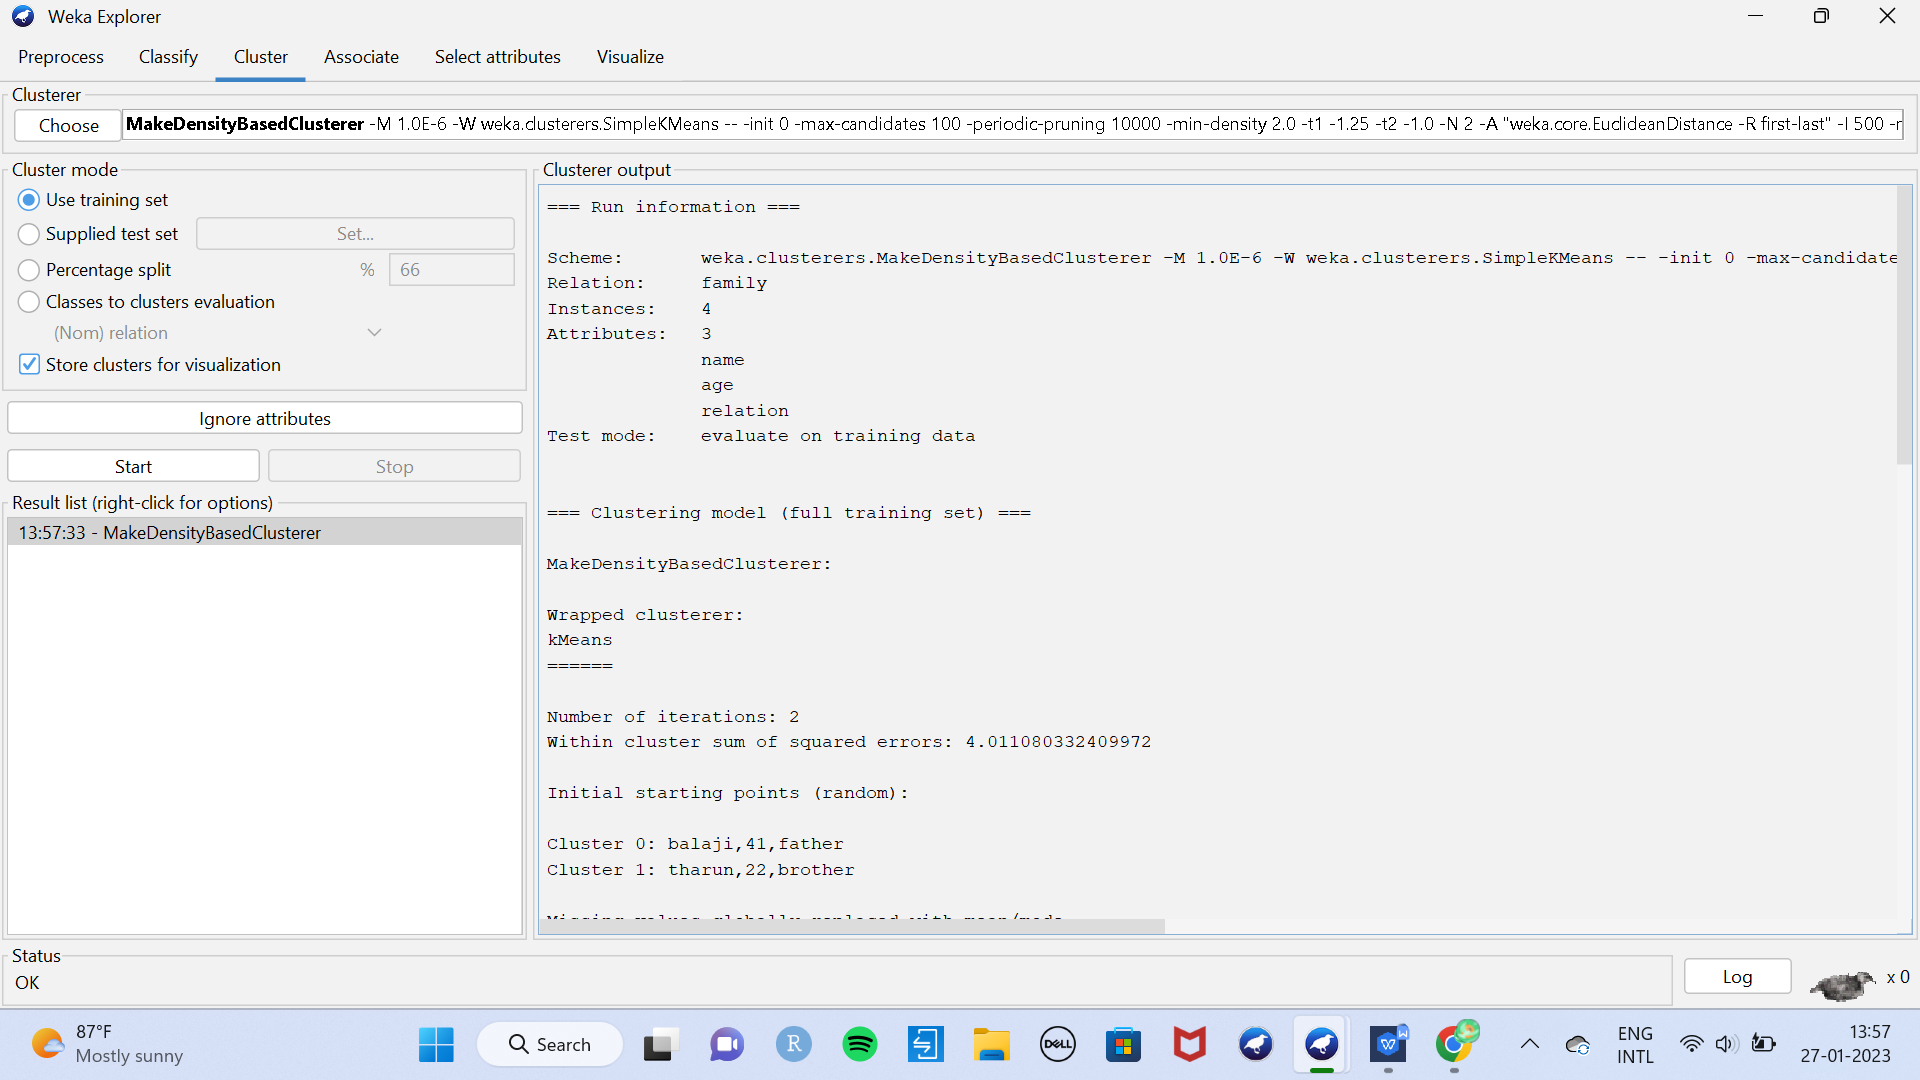 Weka Explorer
Preprocess Classify Cluster Associate Select attributes Visualize
Clusterer
Choose MakeDensityBasedClusterer -M 1.0E-6 -W weka.clusterers.SimpleKMeans -- -init 0 -max-candidates 100 -periodic-pruning 10000 -min-density 2.0 -t1 -1.25 -t2 -1.0 -N 2 -A "weka.core.EuclideanDistance -R first-last" -I 500 -r
Cluster mode
Use training set
Supplied test set Set...
Percentage split % 66
Classes to clusters evaluation
(Nom) relation
Store clusters for visualization
Ignore attributes
Start Stop
Result list (right-click for options)
13:57:33 - MakeDensityBasedClusterer
Clusterer output
=== Run information ===
Scheme: weka.clusterers.MakeDensityBasedClusterer -M 1.0E-6 -W weka.clusterers.SimpleKMeans -- -init 0 -max-candidate
Relation: family
Instances: 4
Attributes: 3
name
age
relation
Test mode: evaluate on training data
=== Clustering model (full training set) ===
MakeDensityBasedClusterer:
Wrapped clusterer:
kMeans
======
Number of iterations: 2
Within cluster sum of squared errors: 4.011080332409972
Initial starting points (random):
Cluster 0: balaji,41,father
Cluster 1: tharun,22,brother
Missing values globally replaced with mean/mode
Status
OK
Log x 0
87°F
Mostly sunny
Search
R
DELL
W
ENG
INTL
13:57
27-01-2023